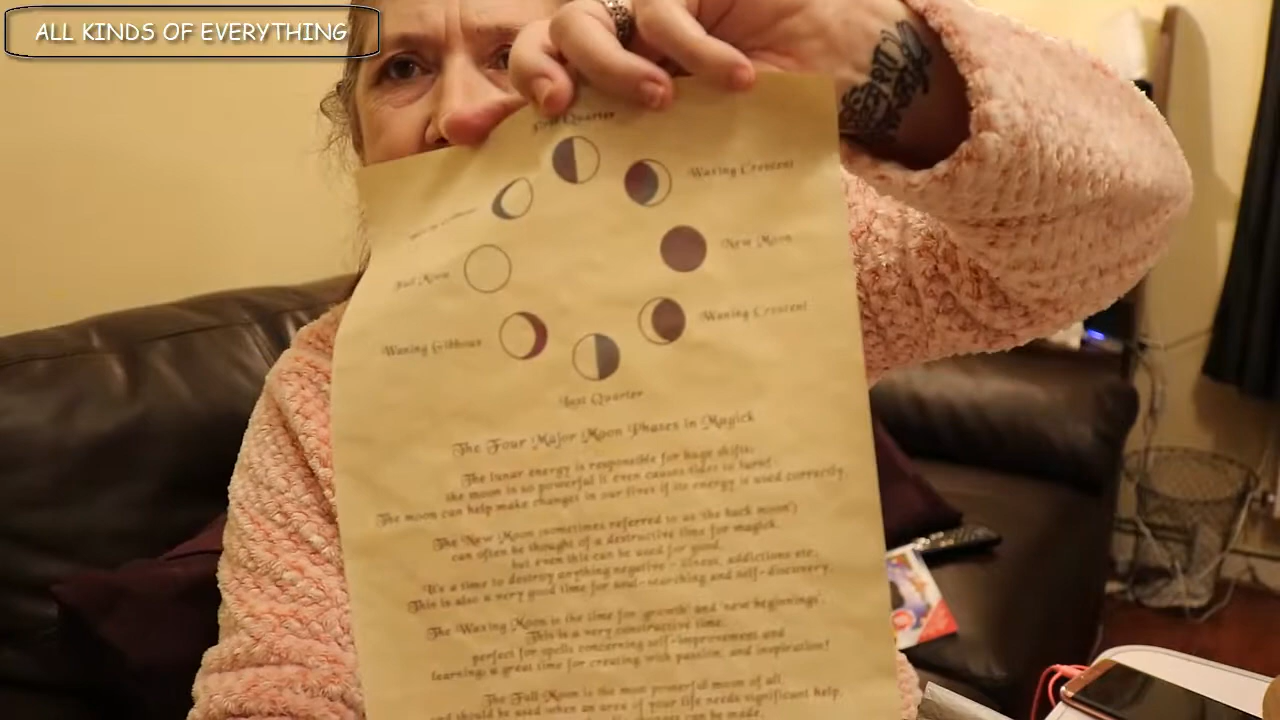 ALL KINDS OF EVERYTHING
First Quarter
Waxing Crescent
New Moon
Full Moon
Waning Crescent
Waning Gibbous
Last Quarter
The Four Major Moon Phases in Magick
The lunar energy is responsible for huge shifts,
the moon is so powerful it even causes tides to turn!
The moon can help make changes in our lives if its energy is used correctly.
The New Moon (sometimes referred to as 'the dark moon')
can often be thought of a destructive time for magick,
but even this can be used for good.
It's a time to destroy anything negative - illness, addictions etc.
This is also a very good time for soul-searching and self-discovery.
The Waxing Moon is the time for 'growth' and 'new beginnings'.
This is a very constructive time,
perfect for spells concerning self-improvement and
learning; a great time for creating with passion, and inspiration!
The Full Moon is the most powerful moon of all
and should be used when an area of your life needs significant help,
changes can be made.